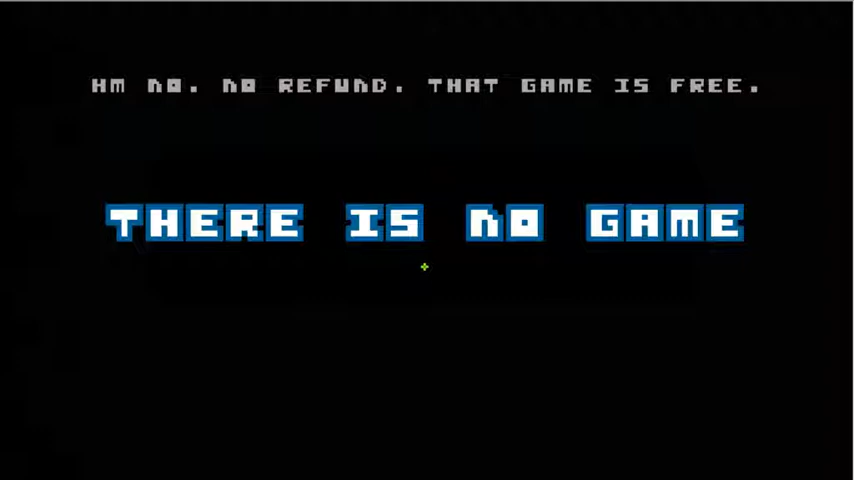 HM NO. NO REFUND. THAT GAME IS FREE.
THERE IS NO GAME